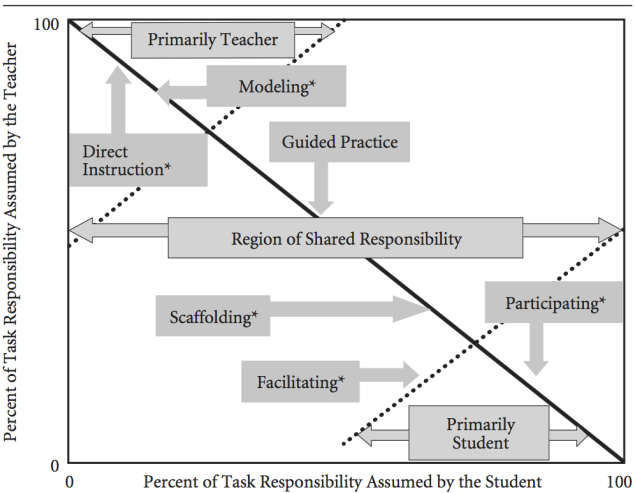 100
Primarily Teacher
Modeling*
Direct
Instruction*
Guided Practice
Region of Shared Responsibility
Scaffolding*
Participating*
Facilitating*
Primarily
Student
0
0
100
Percent of Task Responsibility Assumed by the Teacher
Percent of Task Responsibility Assumed by the Student